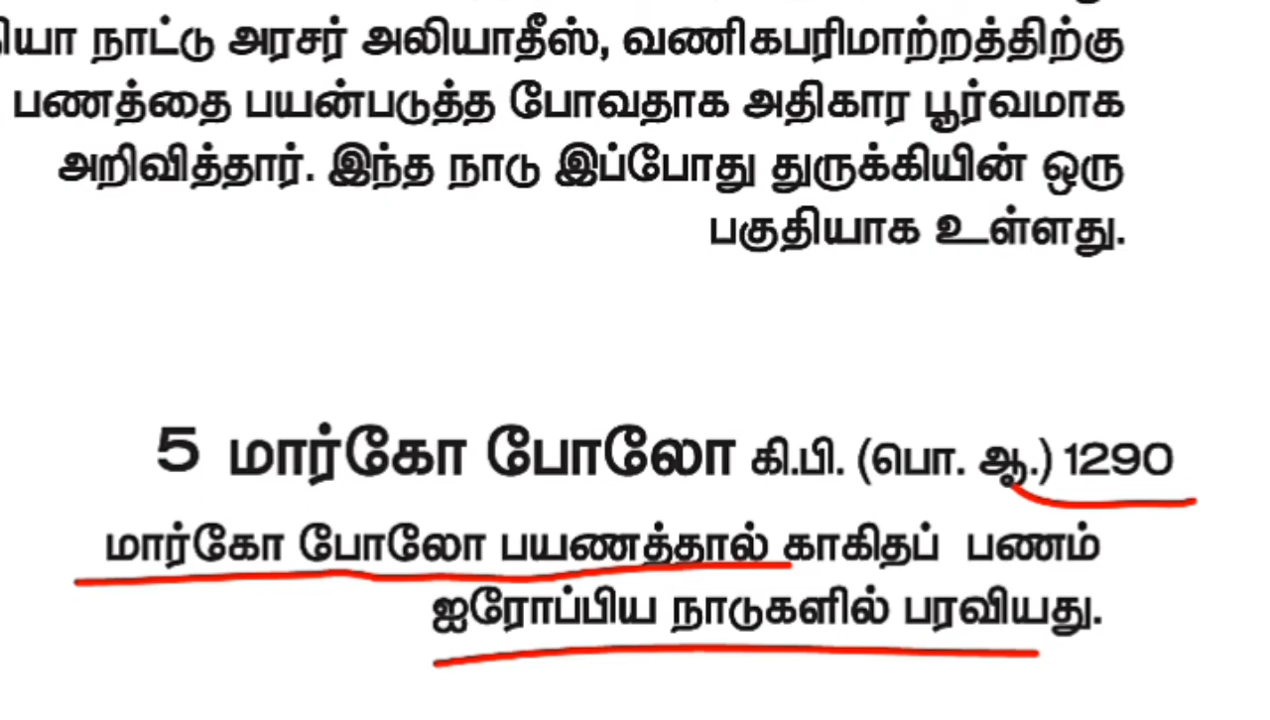 நாட்டு அரசர் அலியாதீஸ், வணிகபரிமாற்றத்திற்கு
பணத்தை பயன்படுத்த போவதாக அதிகார பூர்வமாக
அறிவித்தார். இந்த நாடு இப்போது துருக்கியின் ஒரு
பகுதியாக உள்ளது.
5 மார்கோ போலோ கி.பி. (பொ. ஆ.) 1290
மார்கோ போலோ பயணத்தால் காகிதப் பணம்
ஐரோப்பிய நாடுகளில் பரவியது.